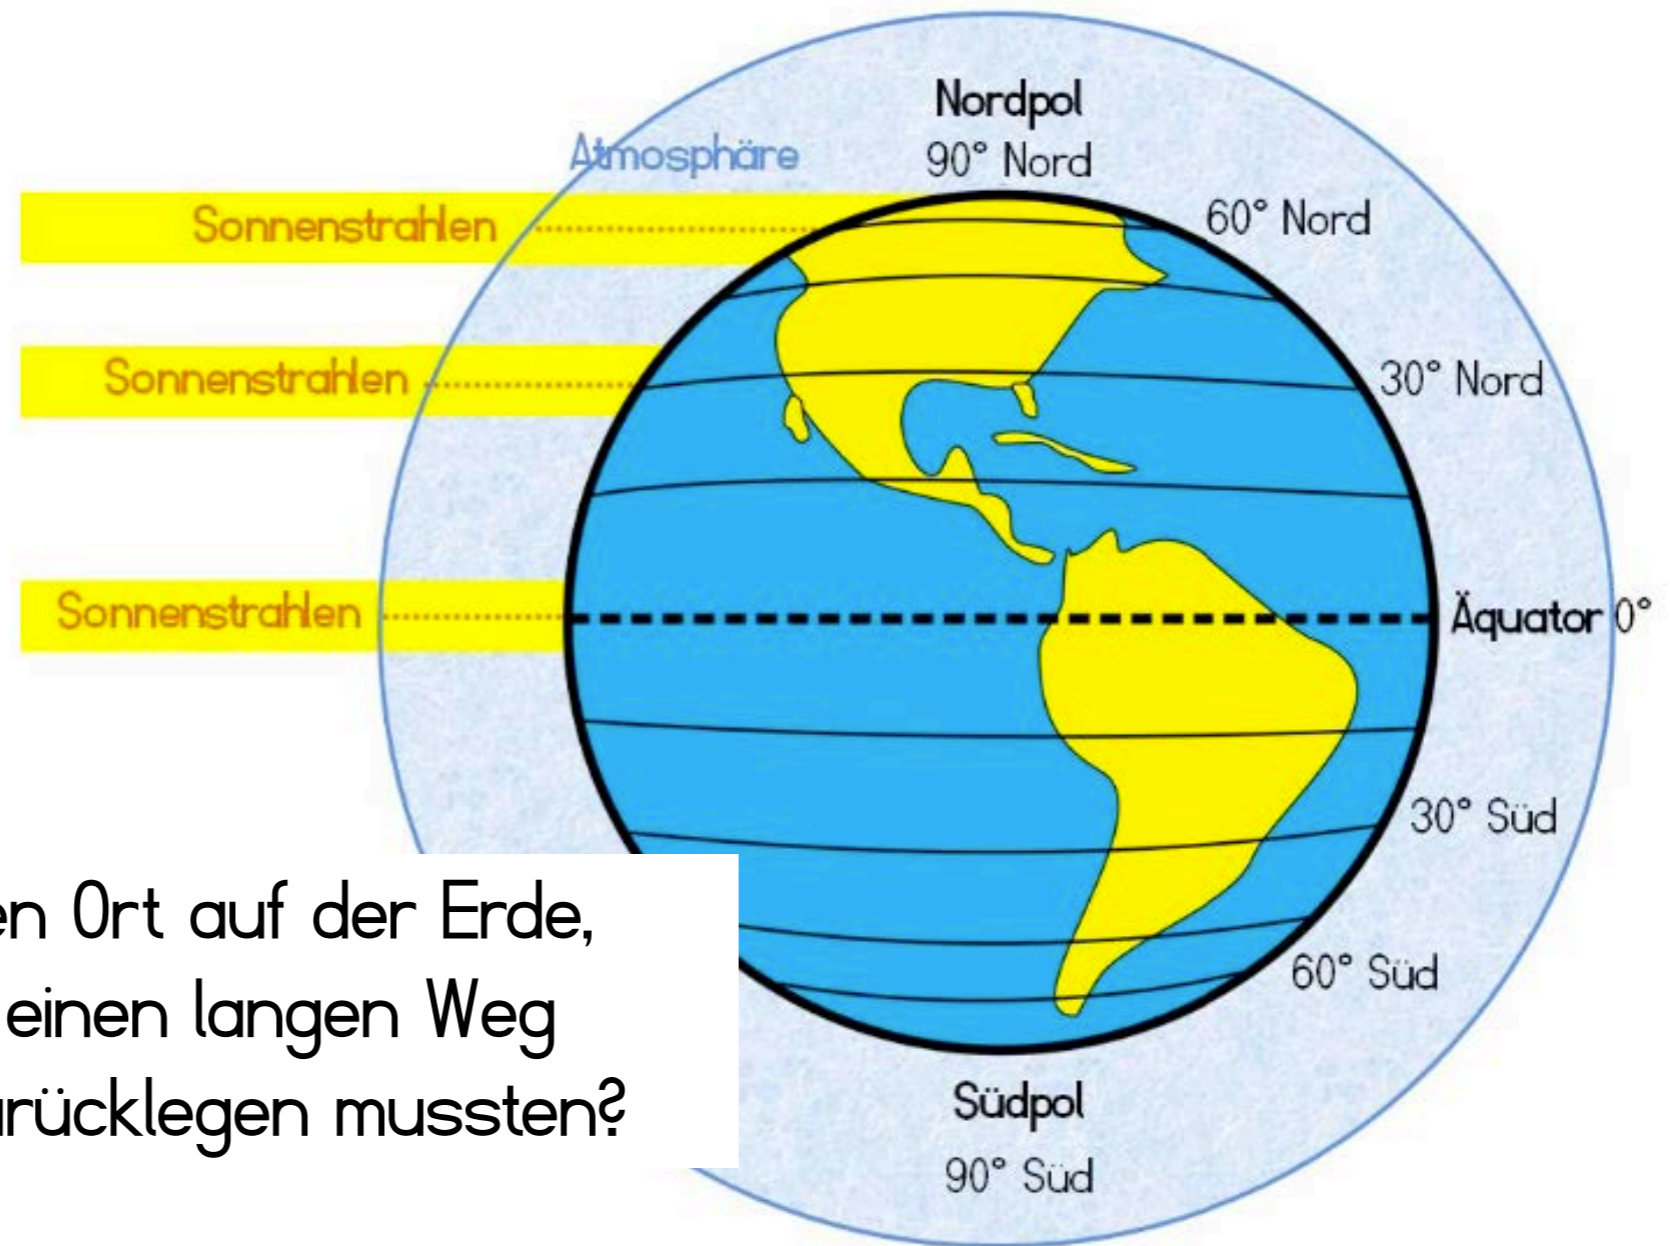 Nordpol
90° Nord
Atmosphäre
60° Nord
Sonnenstrahlen
Sonnenstrahlen
30° Nord
Sonnenstrahlen
Äquator 0°
30° Süd
en Ort auf der Erde,
60° Süd
einen langen Weg
urücklegen mussten?
Südpol
90° Süd